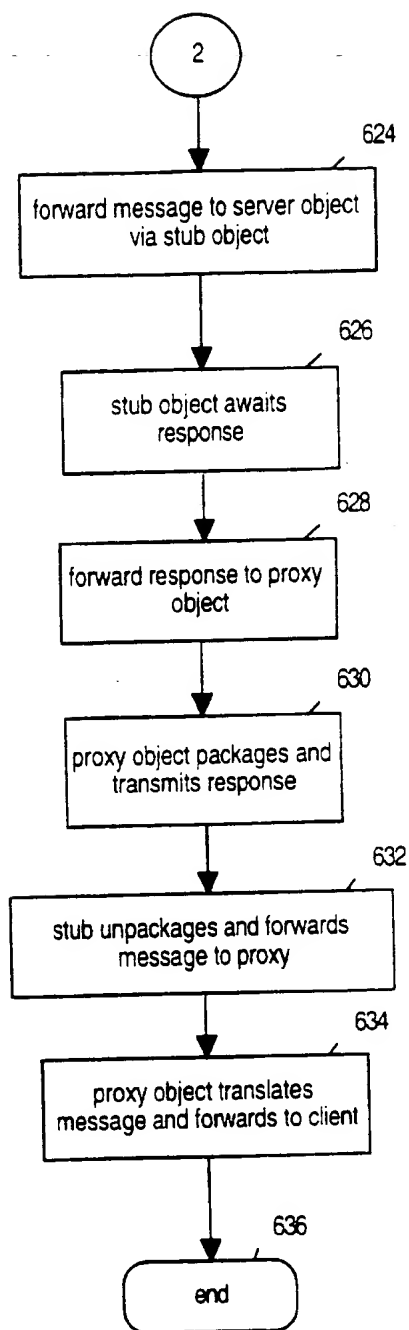 2
624
forward message to server object
via stub object
626
stub object awaits
response
628
forward response to proxy
object
630
proxy object packages and
transmits response
632
stub unpackages and forwards
message to proxy
634
proxy object translates
message and forwards to client
636
end